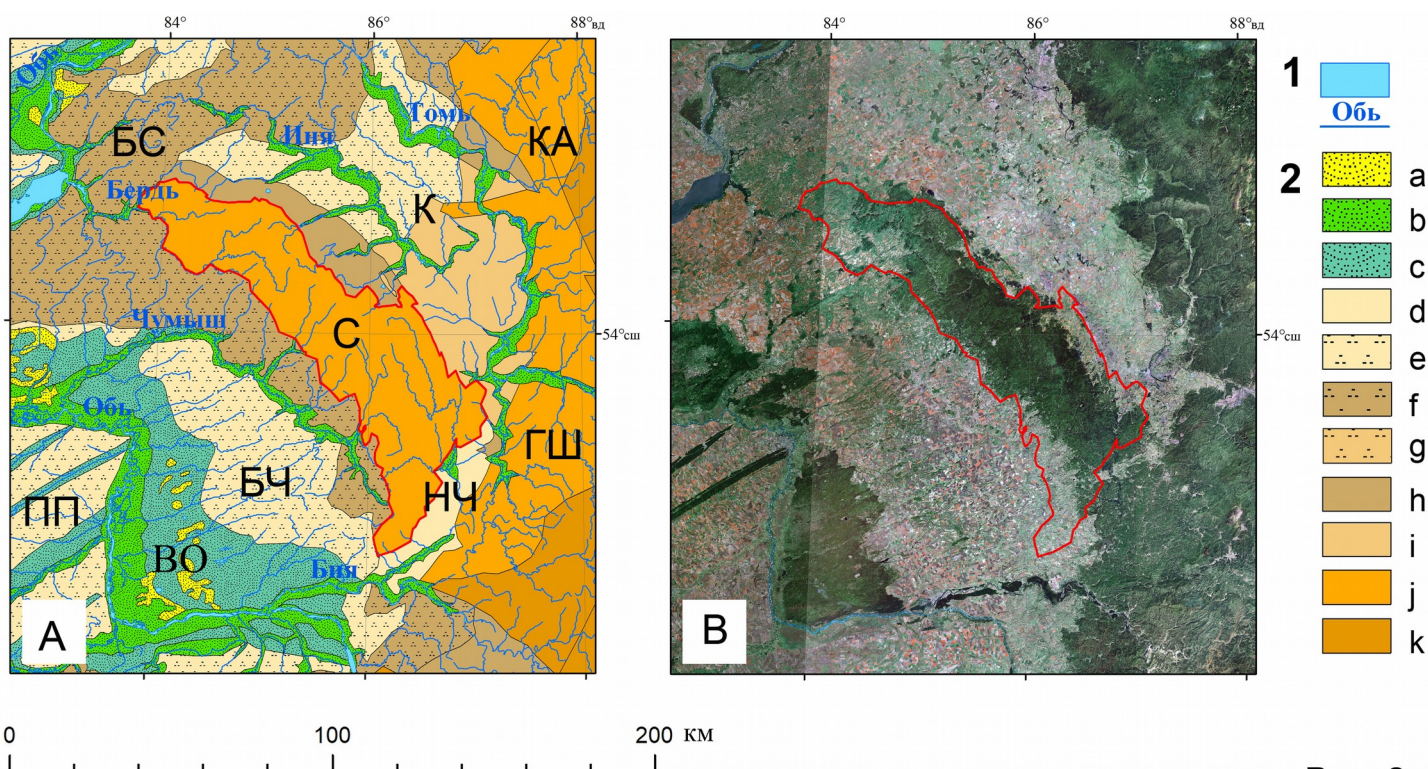 84° 86° 88°вд
84° 86° 88°вд
Обь
Томь
Иня
КА
БС
Бердь
К
1
Обь
2
a
b
c
d
e
f
g
h
i
j
k
Чумыш
С
54°сш
54°сш
Обь
ГШ
БЧ
НЧ
ПП
ВО
Бия
A
B
0 100 200 км